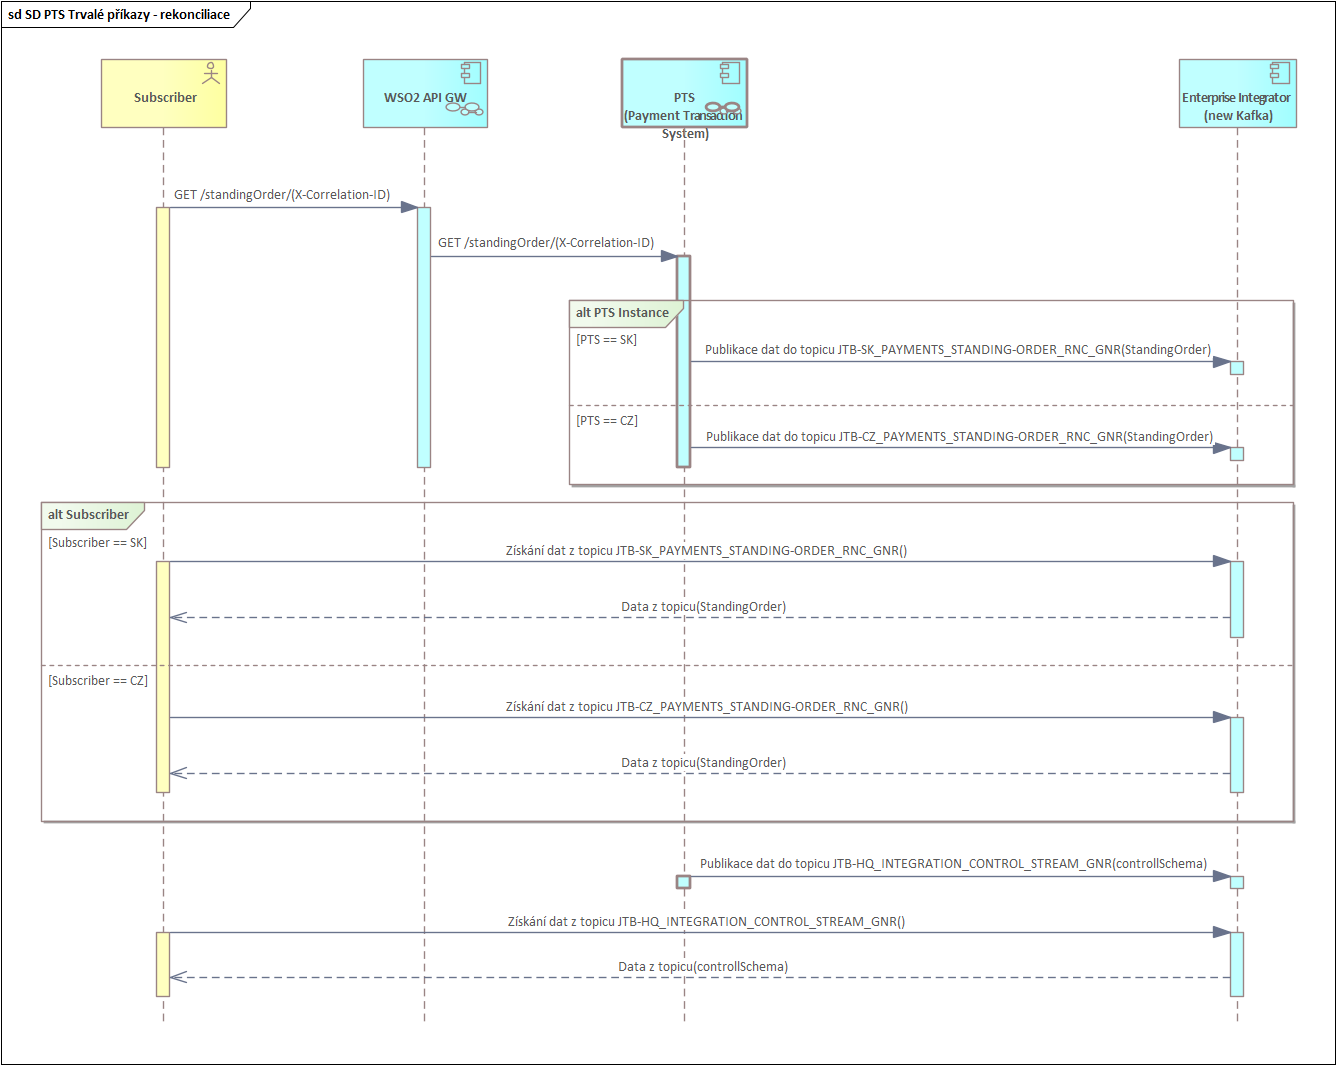 sd SD PTS Trvalé příkazy - rekonciliace
Subscriber
WSO2 API GW
PTS
(Payment Transaction
System)
Enterprise Integrator
(new Kafka)
GET /standingOrder/(X-Correlation-ID)
GET /standingOrder/(X-Correlation-ID)
alt PTS Instance
[PTS == SK]
Publikace dat do topicu JTB-SK_PAYMENTS_STANDING-ORDER_RNC_GNR(StandingOrder)
[PTS == CZ]
Publikace dat do topicu JTB-CZ_PAYMENTS_STANDING-ORDER_RNC_GNR(StandingOrder)
alt Subscriber
[Subscriber == SK]
Získání dat z topicu JTB-SK_PAYMENTS_STANDING-ORDER_RNC_GNR()
Data z topicu(StandingOrder)
[Subscriber == CZ]
Získání dat z topicu JTB-CZ_PAYMENTS_STANDING-ORDER_RNC_GNR()
Data z topicu(StandingOrder)
Publikace dat do topicu JTB-HQ_INTEGRATION_CONTROL_STREAM_GNR(controllSchema)
Získání dat z topicu JTB-HQ_INTEGRATION_CONTROL_STREAM_GNR()
Data z topicu(controllSchema)